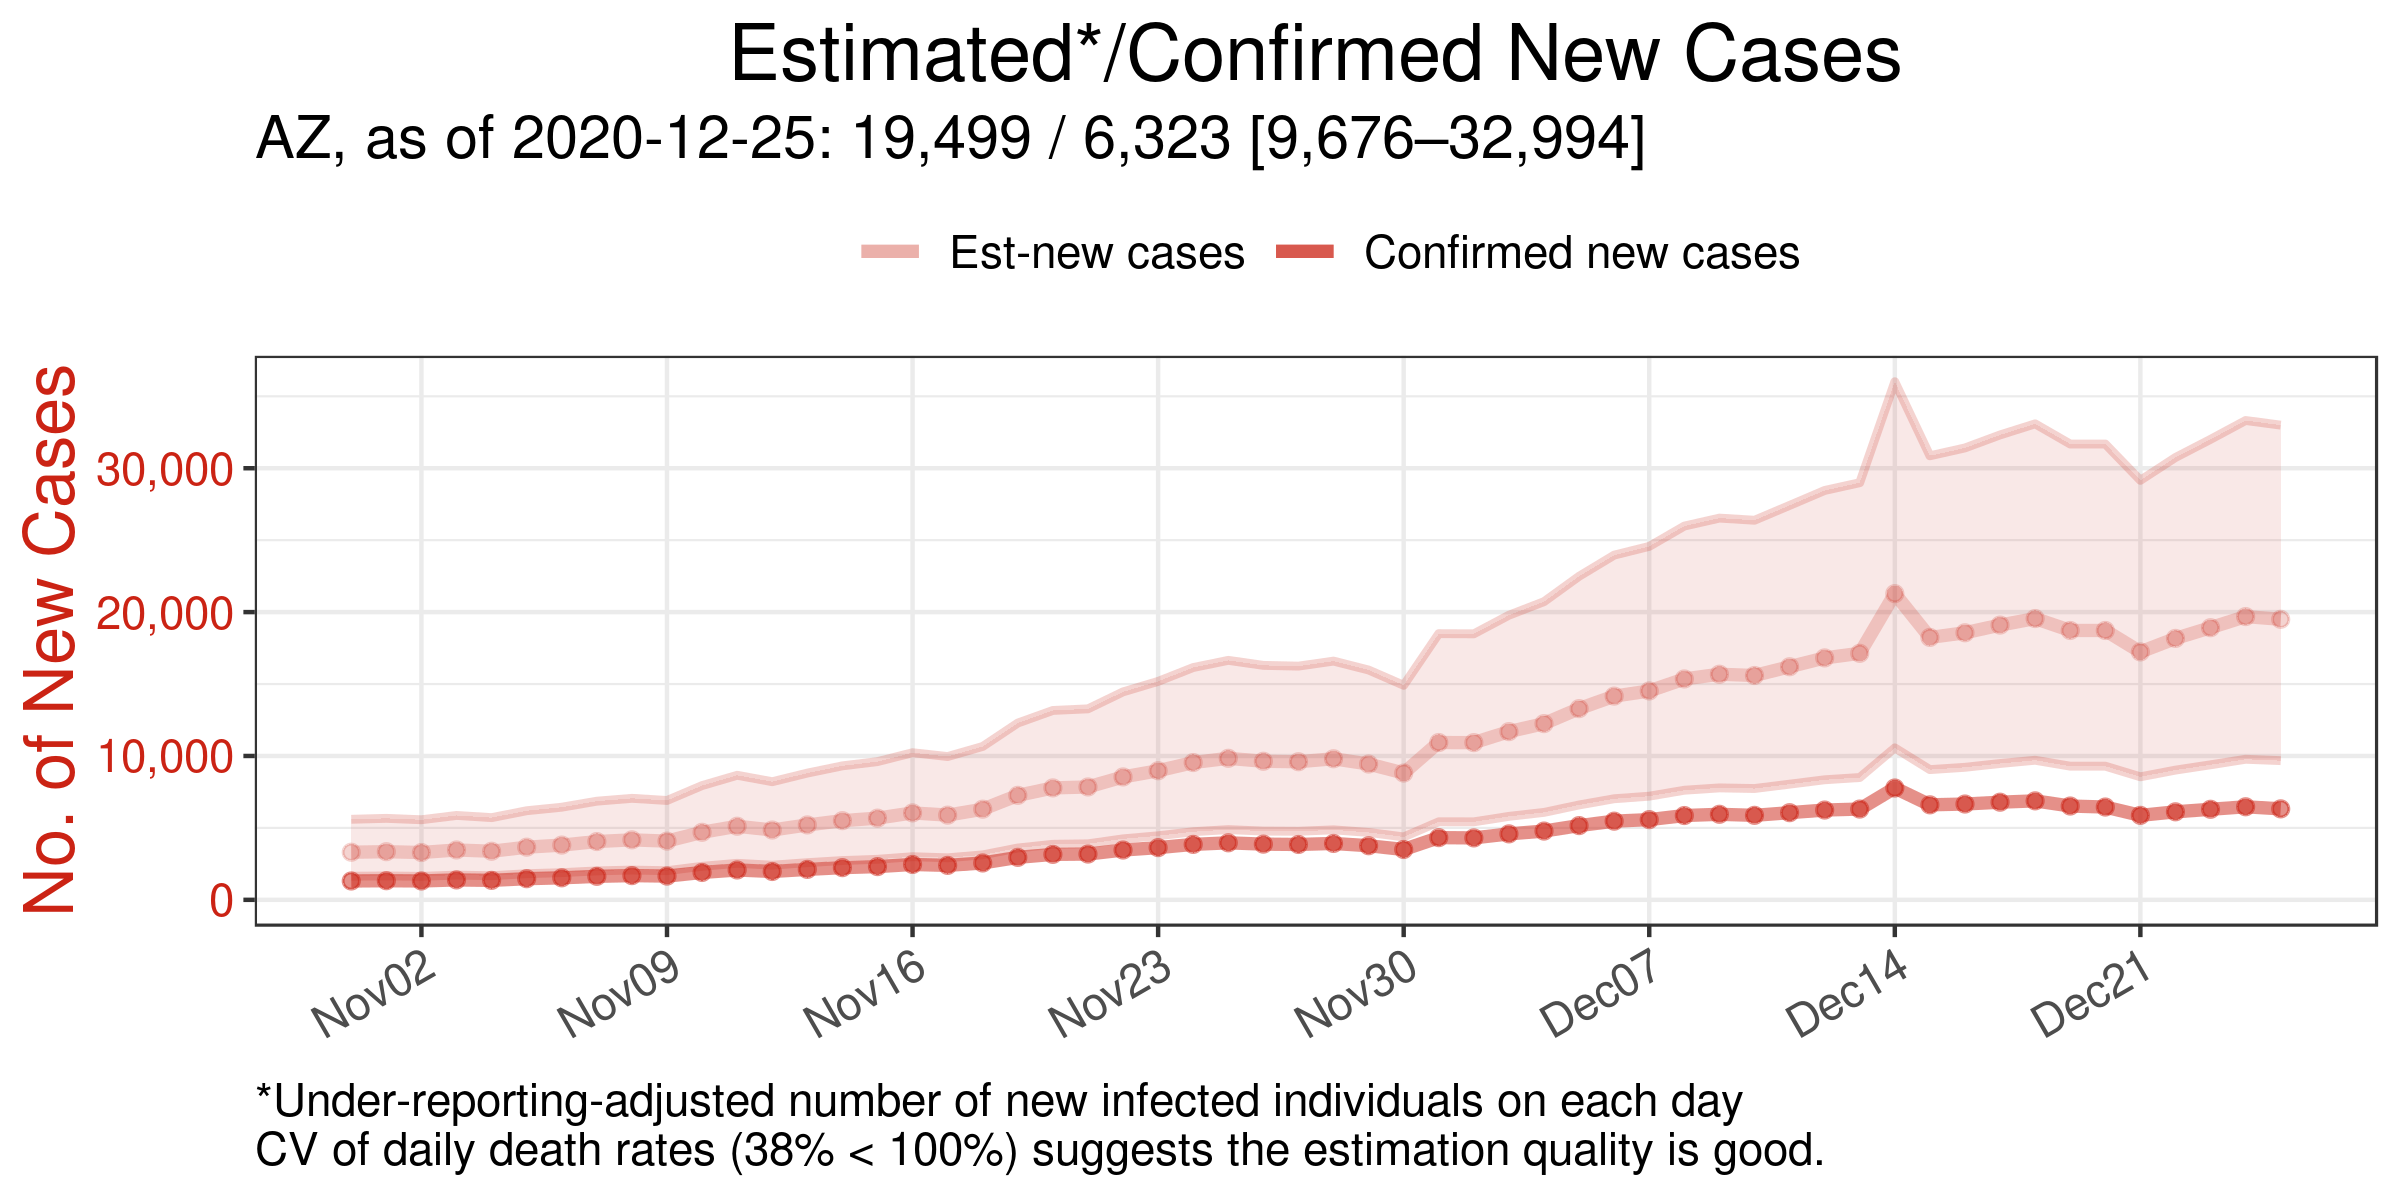 Estimated*/Confirmed New Cases
AZ, as of 2020-12-25: 19,499 / 6,323 [9,676–32,994]
Est-new cases Confirmed new cases
No. of New Cases
30,000
20,000
10,000
0
Nov02 Nov09 Nov16 Nov23 Nov30 Dec07 Dec14 Dec21
*Under-reporting-adjusted number of new infected individuals on each day
CV of daily death rates (38% < 100%) suggests the estimation quality is good.